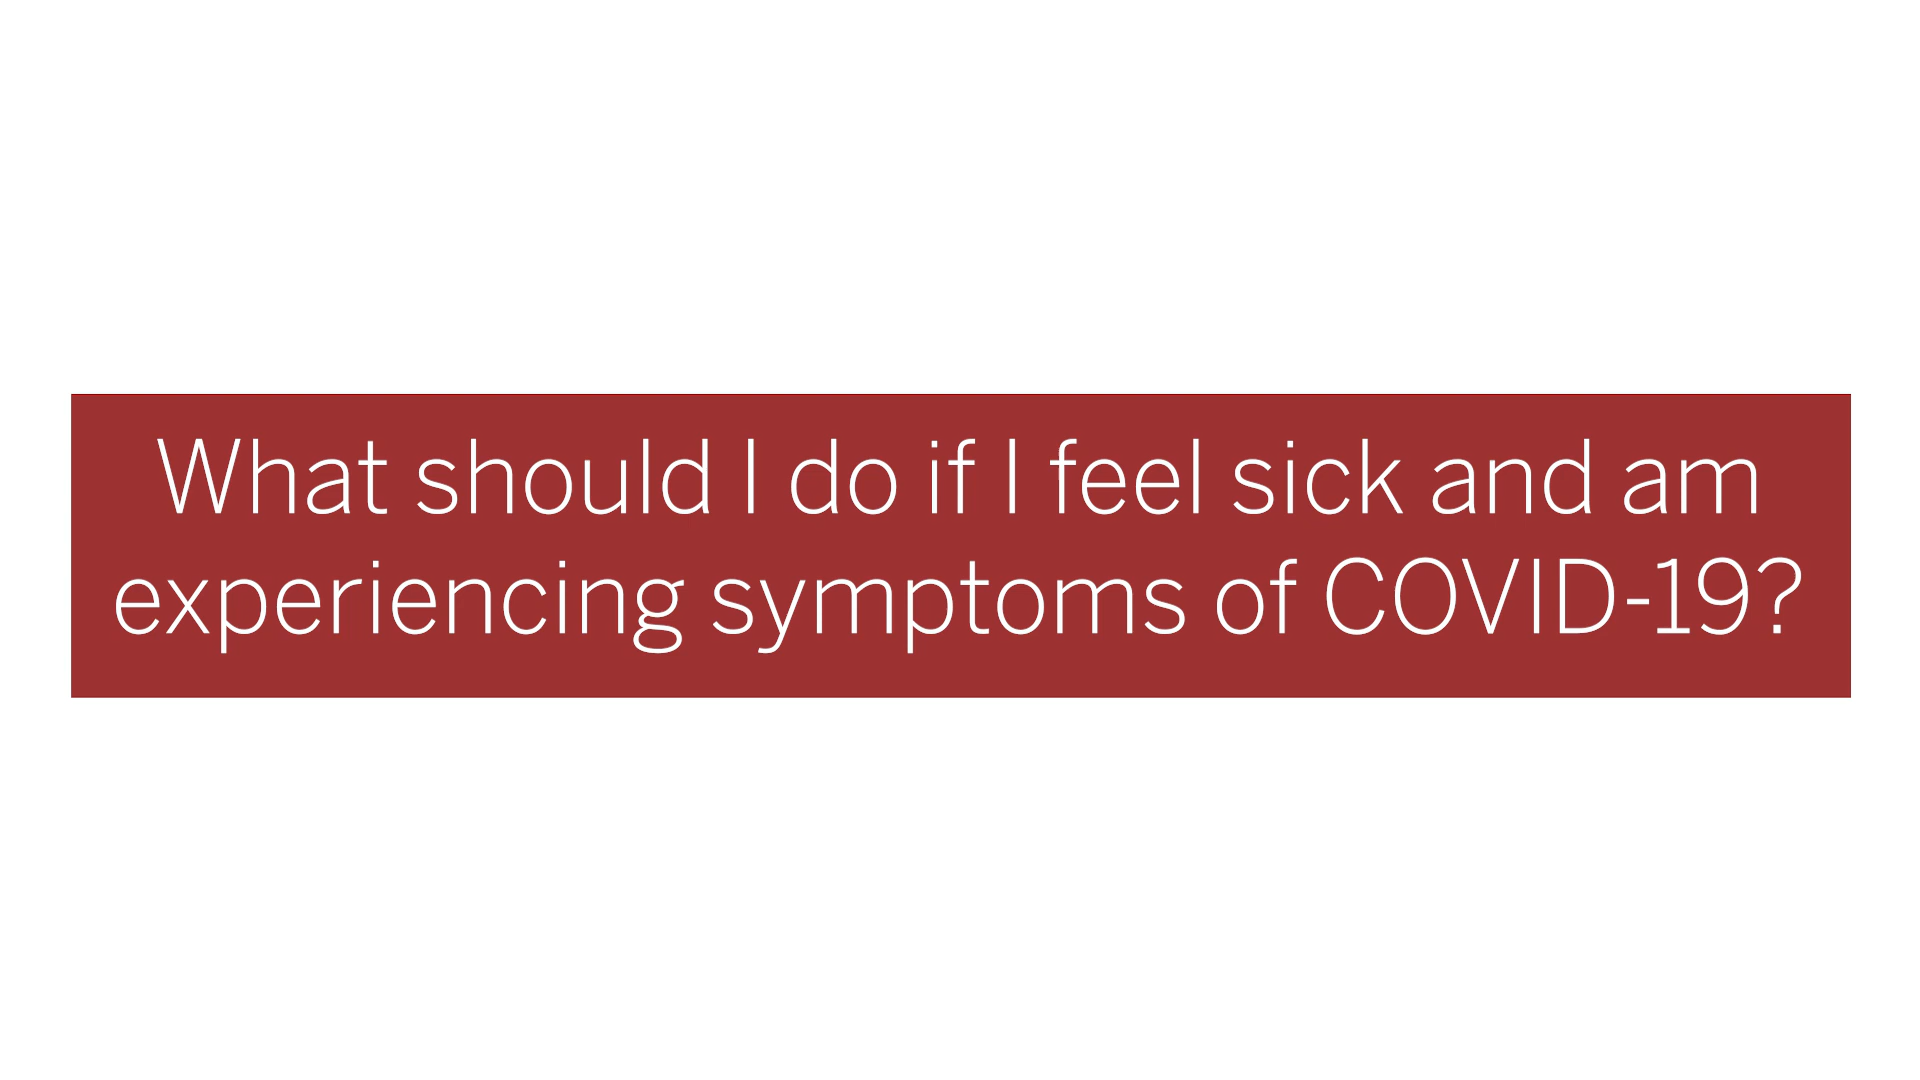 What should I do if I feel sick and am
experiencing symptoms of COVID-19?